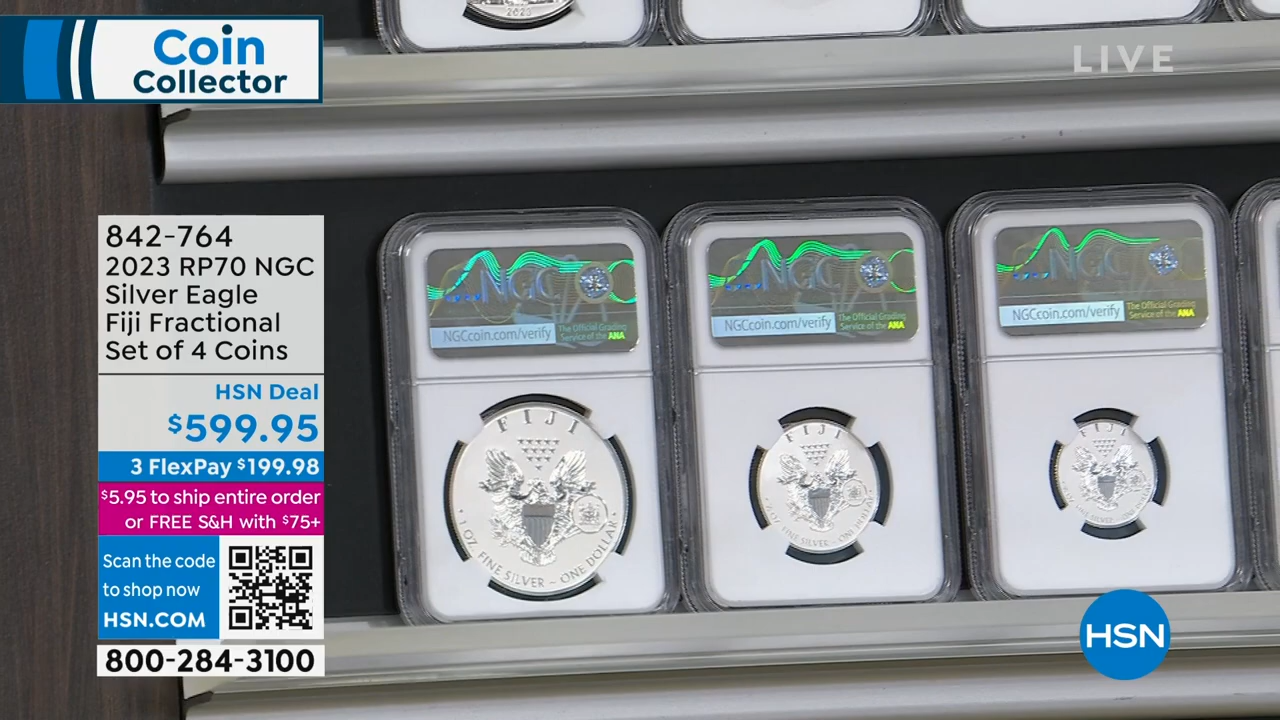 Coin
Collector
LIVE
2023
842-764
2023 RP70 NGC
Silver Eagle
Fiji Fractional
Set of 4 Coins
HSN Deal
$599.95
3 FlexPay $199.98
$5.95 to ship entire order
or FREE S&H with $75+
Scan the code
to shop now
HSN.COM
800-284-3100
NGC
NGCcoin.com/verify
The Official Grading
Service of the ANA
NGC
NGCcoin.com/verify
The Official Grading
Service of the ANA
NGC
NGCcoin.com/verify
The Official Grading
Service of the ANA
FIJI
1 OZ. FINE SILVER – ONE DOLLAR
FIJI
FINE SILVER – ONE
FIJI
HSN